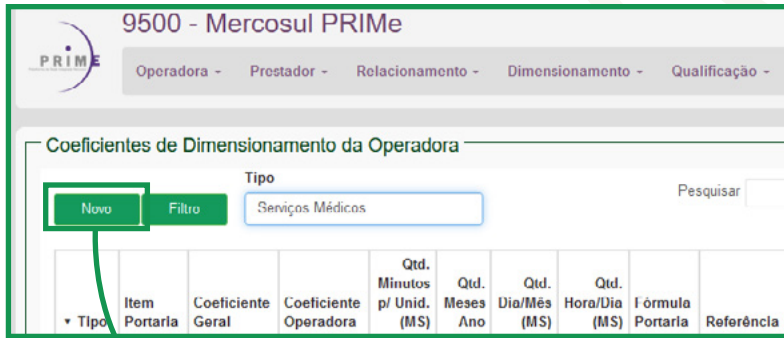 9500 - Mercosul PRIMe
PRIME
Operadora Prestador Relacionamento Dimensionamento Qualificação
Coeficientes de Dimensionamento da Operadora
Tipo
Pesquisar
Novo Filtro Serviços Médicos
Tipo Item Portaria Coeficiente Geral Coeficiente Operadora Qtd. Minutos p/ Unid. (MS) Qtd. Meses Ano Qtd. Dia/Mês (MS) Qtd. Hora/Dia (MS) Fórmula Portaria Referência